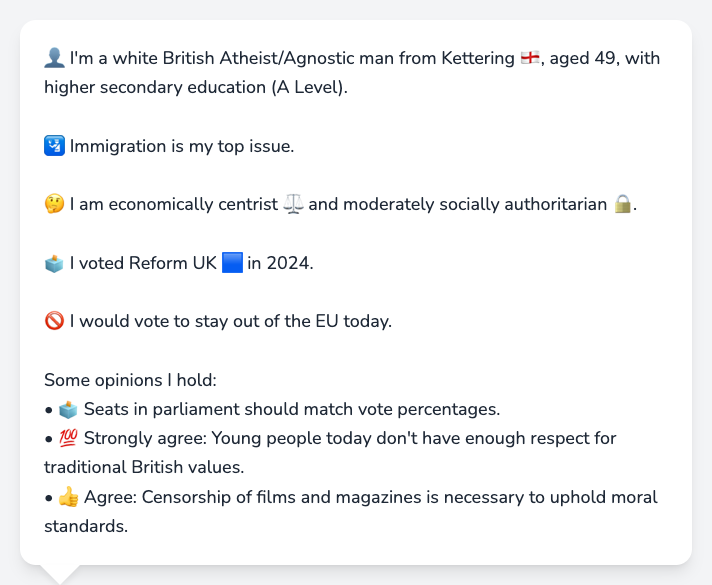 👤 I'm a white British Atheist/Agnostic man from Kettering 🏴󠁧󠁢󠁥󠁮󠁧󠁿, aged 49, with
higher secondary education (A Level).
🛂 Immigration is my top issue.
🤔 I am economically centrist ⚖️ and moderately socially authoritarian 🔒.
🗳️ I voted Reform UK 🟦 in 2024.
🚫 I would vote to stay out of the EU today.
Some opinions I hold:
• 🗳️ Seats in parliament should match vote percentages.
• 💯 Strongly agree: Young people today don't have enough respect for
traditional British values.
• 👍 Agree: Censorship of films and magazines is necessary to uphold moral
standards.